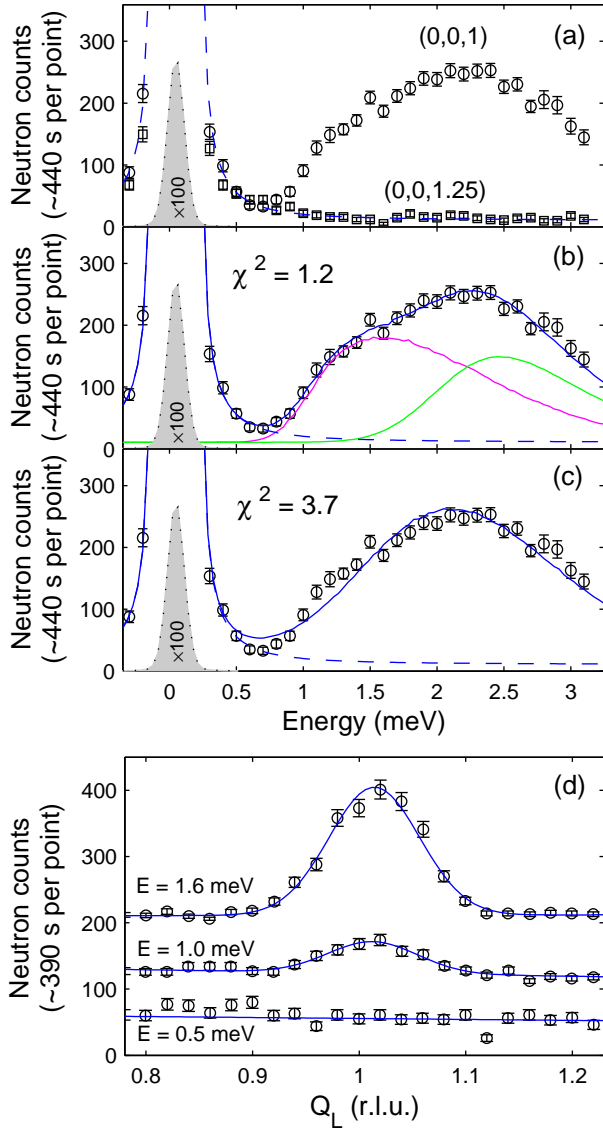 (a)
(0,0,1)
(0,0,1.25)
×100
0
100
200
300
Neutron counts
(~440 s per point)
(b)
χ 2 = 1.2
×100
0
100
200
300
Neutron counts
(~440 s per point)
(c)
χ 2 = 3.7
×100
0
100
200
300
Neutron counts
(~440 s per point)
0 0.5 1 1.5 2 2.5 3
Energy (meV)
(d)
E = 1.6 meV
E = 1.0 meV
E = 0.5 meV
0
100
200
300
400
Neutron counts
(~390 s per point)
0.8 0.9 1 1.1 1.2
Q_L (r.l.u.)